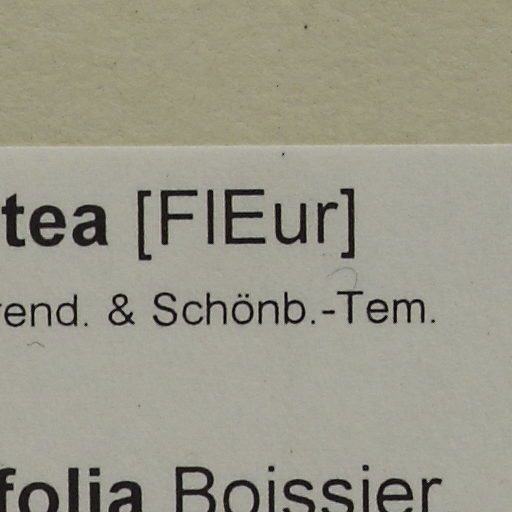 tea [FlEur]
rend. & Schönb.-Tem.
folia Boissier